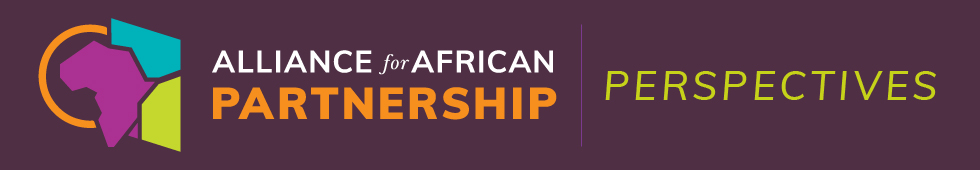 ALLIANCE for AFRICAN
PARTNERSHIP
PERSPECTIVES